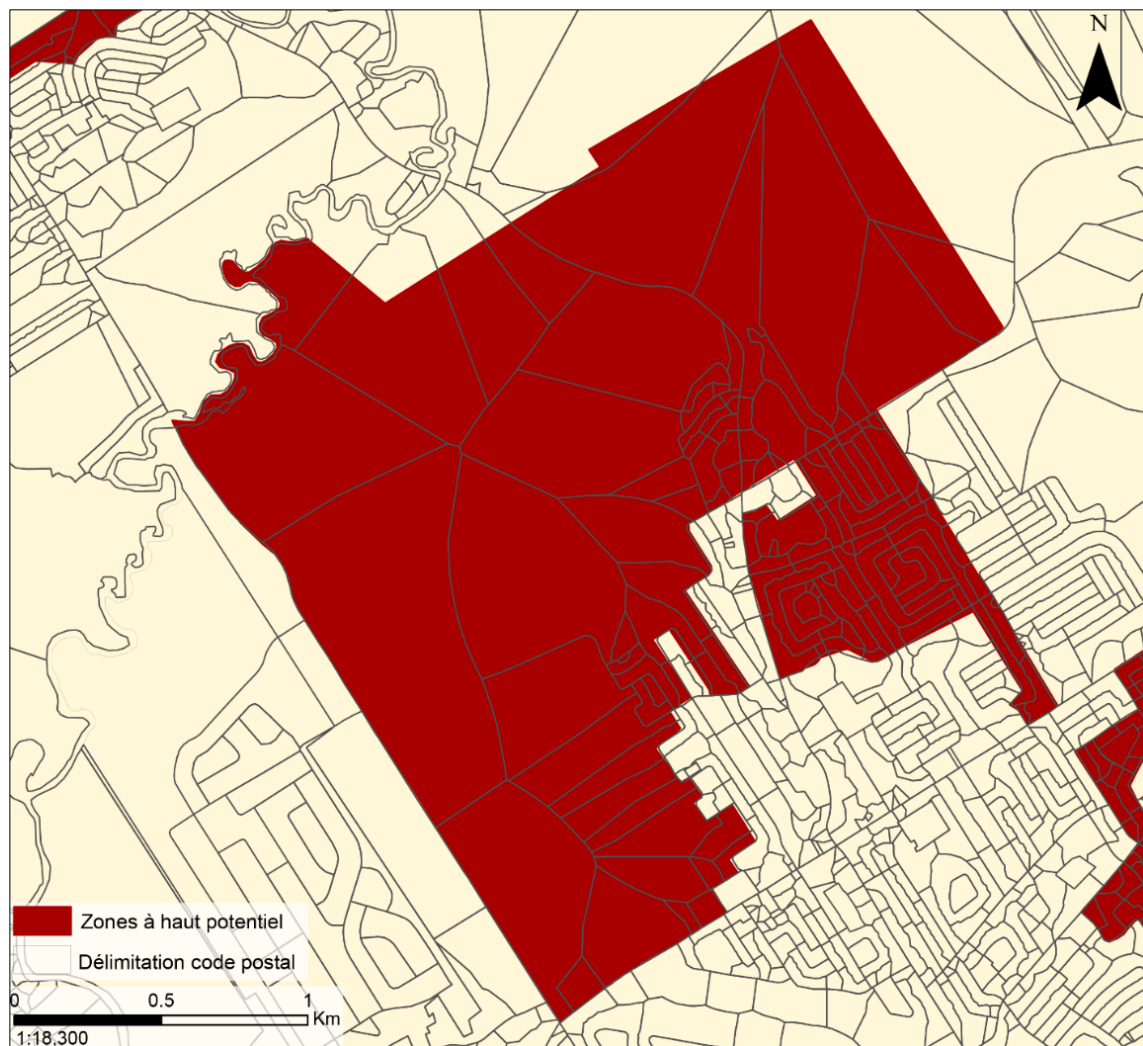 N
Zones à haut potentiel
Délimitation code postal
0 0.5 1
Km
1:18,300